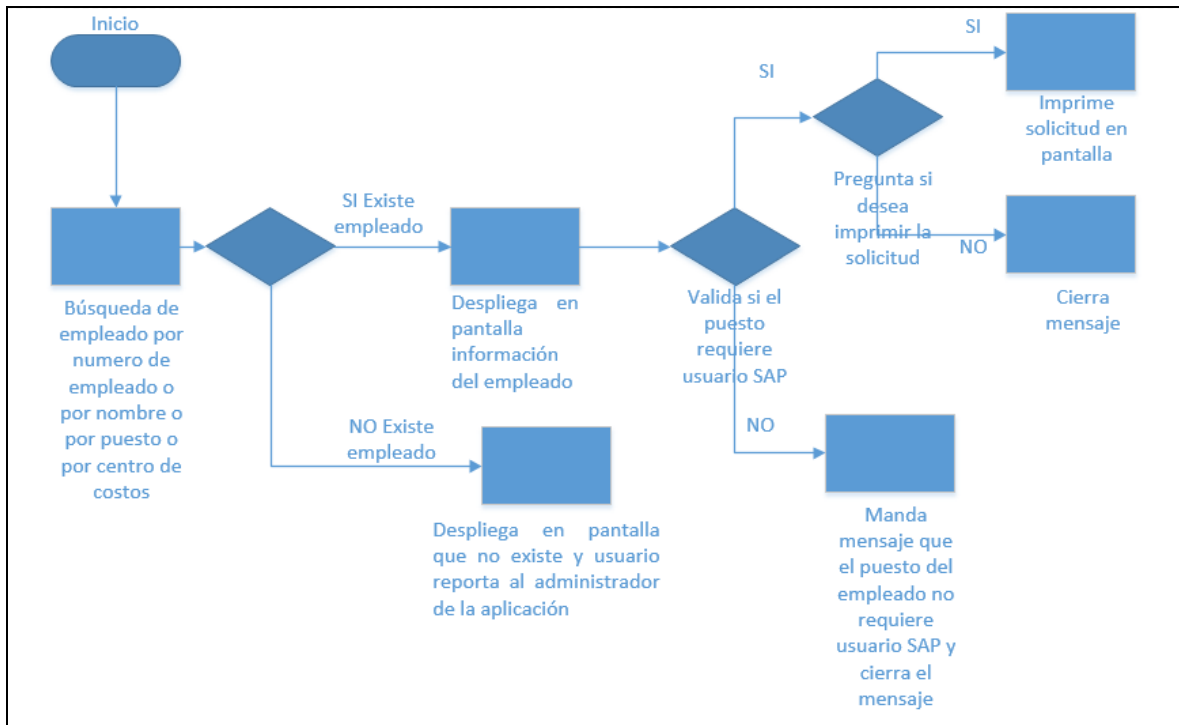 Inicio
SI
SI
Imprime
solicitud en
pantalla
Pregunta si
desea
imprimir la
solicitud
NO
Cierra
mensaje
SI Existe
empleado
Búsqueda de
empleado por
numero de
empleado o
por nombre o
por puesto o
por centro de
costos
Despliega en
pantalla
información
del empleado
Valida si el
puesto
requiere
usuario SAP
NO Existe
empleado
NO
Despliega en pantalla
que no existe y usuario
reporta al administrador
de la aplicación
Manda
mensaje que
el puesto del
empleado no
requiere
usuario SAP y
cierra el
mensaje